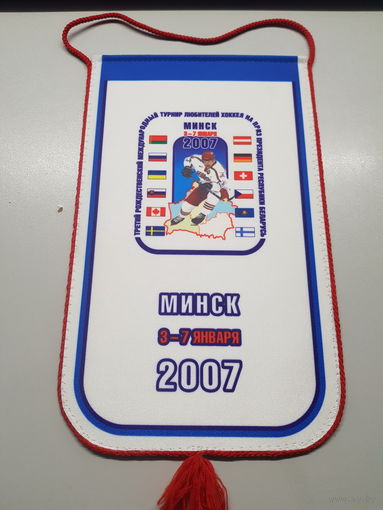 ТРЕТИЙ РОЖДЕСТВЕНСКИЙ МЕЖДУНАРОДНЫЙ ТУРНИР ЛЮБИТЕЛЕЙ ХОККЕЯ НА ПРИЗ ПРЕЗИДЕНТА РЕСПУБЛИКИ БЕЛАРУСЬ
МИНСК
3–7 ЯНВАРЯ
2007
МИНСК
3–7 ЯНВАРЯ
2007